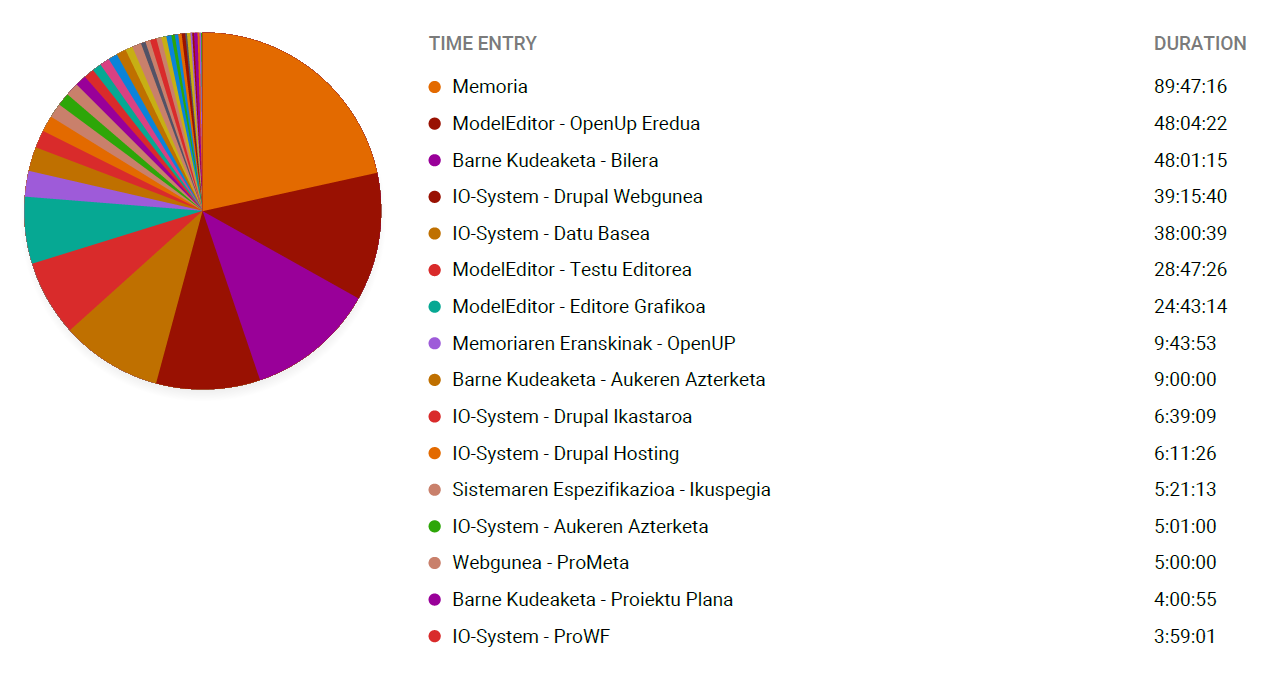 TIME ENTRY DURATION
Memoria 89:47:16
ModelEditor - OpenUp Eredua 48:04:22
Barne Kudeaketa - Bilera 48:01:15
IO-System - Drupal Webgunea 39:15:40
IO-System - Datu Basea 38:00:39
ModelEditor - Testu Editorea 28:47:26
ModelEditor - Editore Grafikoa 24:43:14
Memoriaren Eranskinak - OpenUP 9:43:53
Barne Kudeaketa - Aukeren Azterketa 9:00:00
IO-System - Drupal Ikastaroa 6:39:09
IO-System - Drupal Hosting 6:11:26
Sistemaren Espezifikazioa - Ikuspegia 5:21:13
IO-System - Aukeren Azterketa 5:01:00
Webgunea - ProMeta 5:00:00
Barne Kudeaketa - Proiektu Plana 4:00:55
IO-System - ProWF 3:59:01